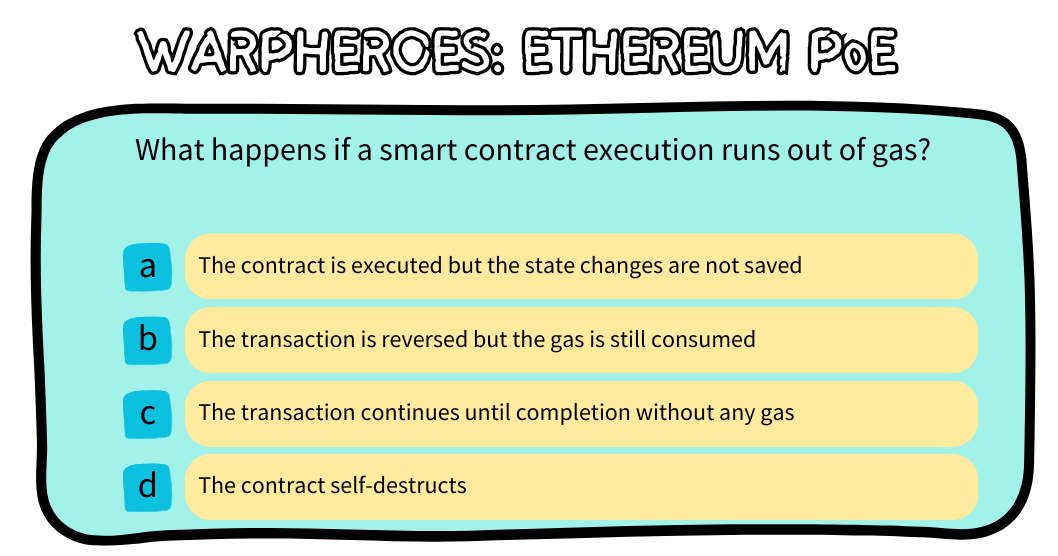 WARPHEROES: ETHEREUM PoE
What happens if a smart contract execution runs out of gas?
a The contract is executed but the state changes are not saved
b The transaction is reversed but the gas is still consumed
c The transaction continues until completion without any gas
d The contract self-destructs